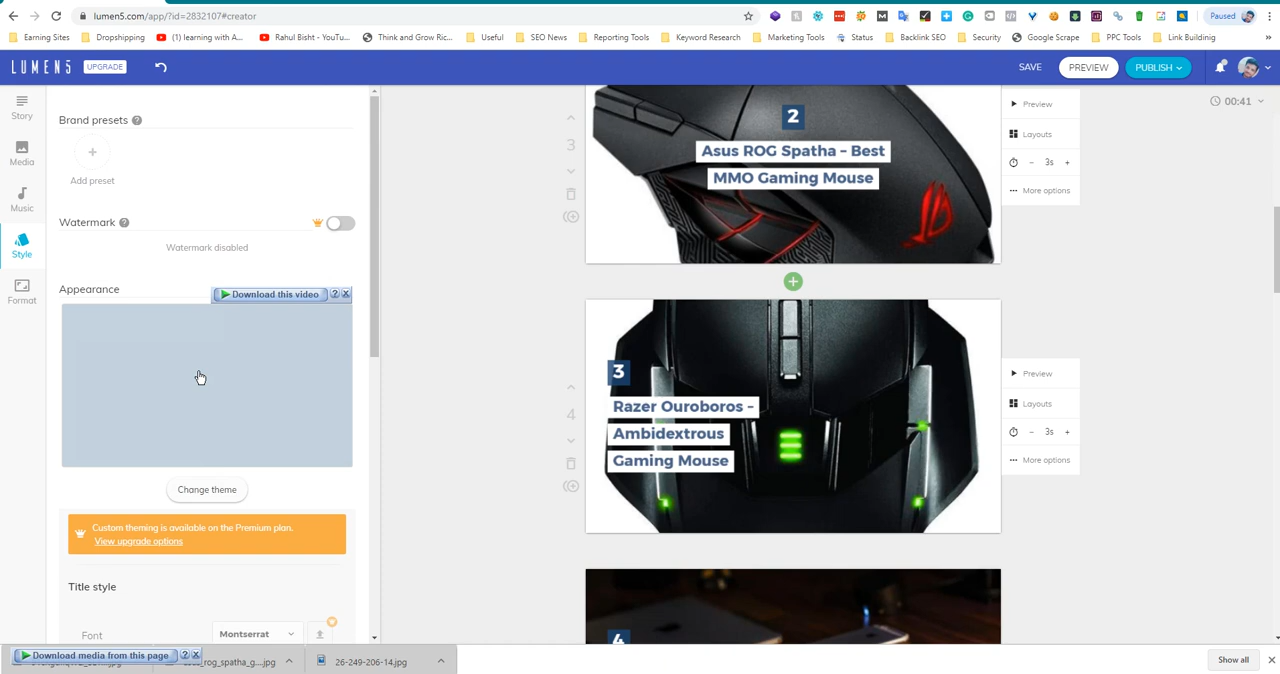 lumen5.com/app/?id=2832107#creator
Paused
Earning Sites
Dropshipping
(1) learning with A...
Rahul Bisht - YouTu...
Think and Grow Ric...
Useful
SEO News
Reporting Tools
Keyword Research
Marketing Tools
Status
Backlink SEO
Security
Google Scrape
PPC Tools
Link Buildinig
»
LUMEN5
UPGRADE
SAVE
PREVIEW
PUBLISH
Story
Media
Music
Style
Format
Brand presets ?
Add preset
Watermark ?
Watermark disabled
Appearance
Download this video
?
Change theme
Custom theming is available on the Premium plan.
View upgrade options
Title style
Font
Montserrat
3
2
Asus ROG Spatha – Best
MMO Gaming Mouse
Preview
Layouts
− 3s +
More options
00:41
4
3
Razer Ouroboros –
Ambidextrous
Gaming Mouse
Preview
Layouts
− 3s +
More options
4
Download media from this page
?
_rog_spatha_g....jpg
26-249-206-14.jpg
Show all